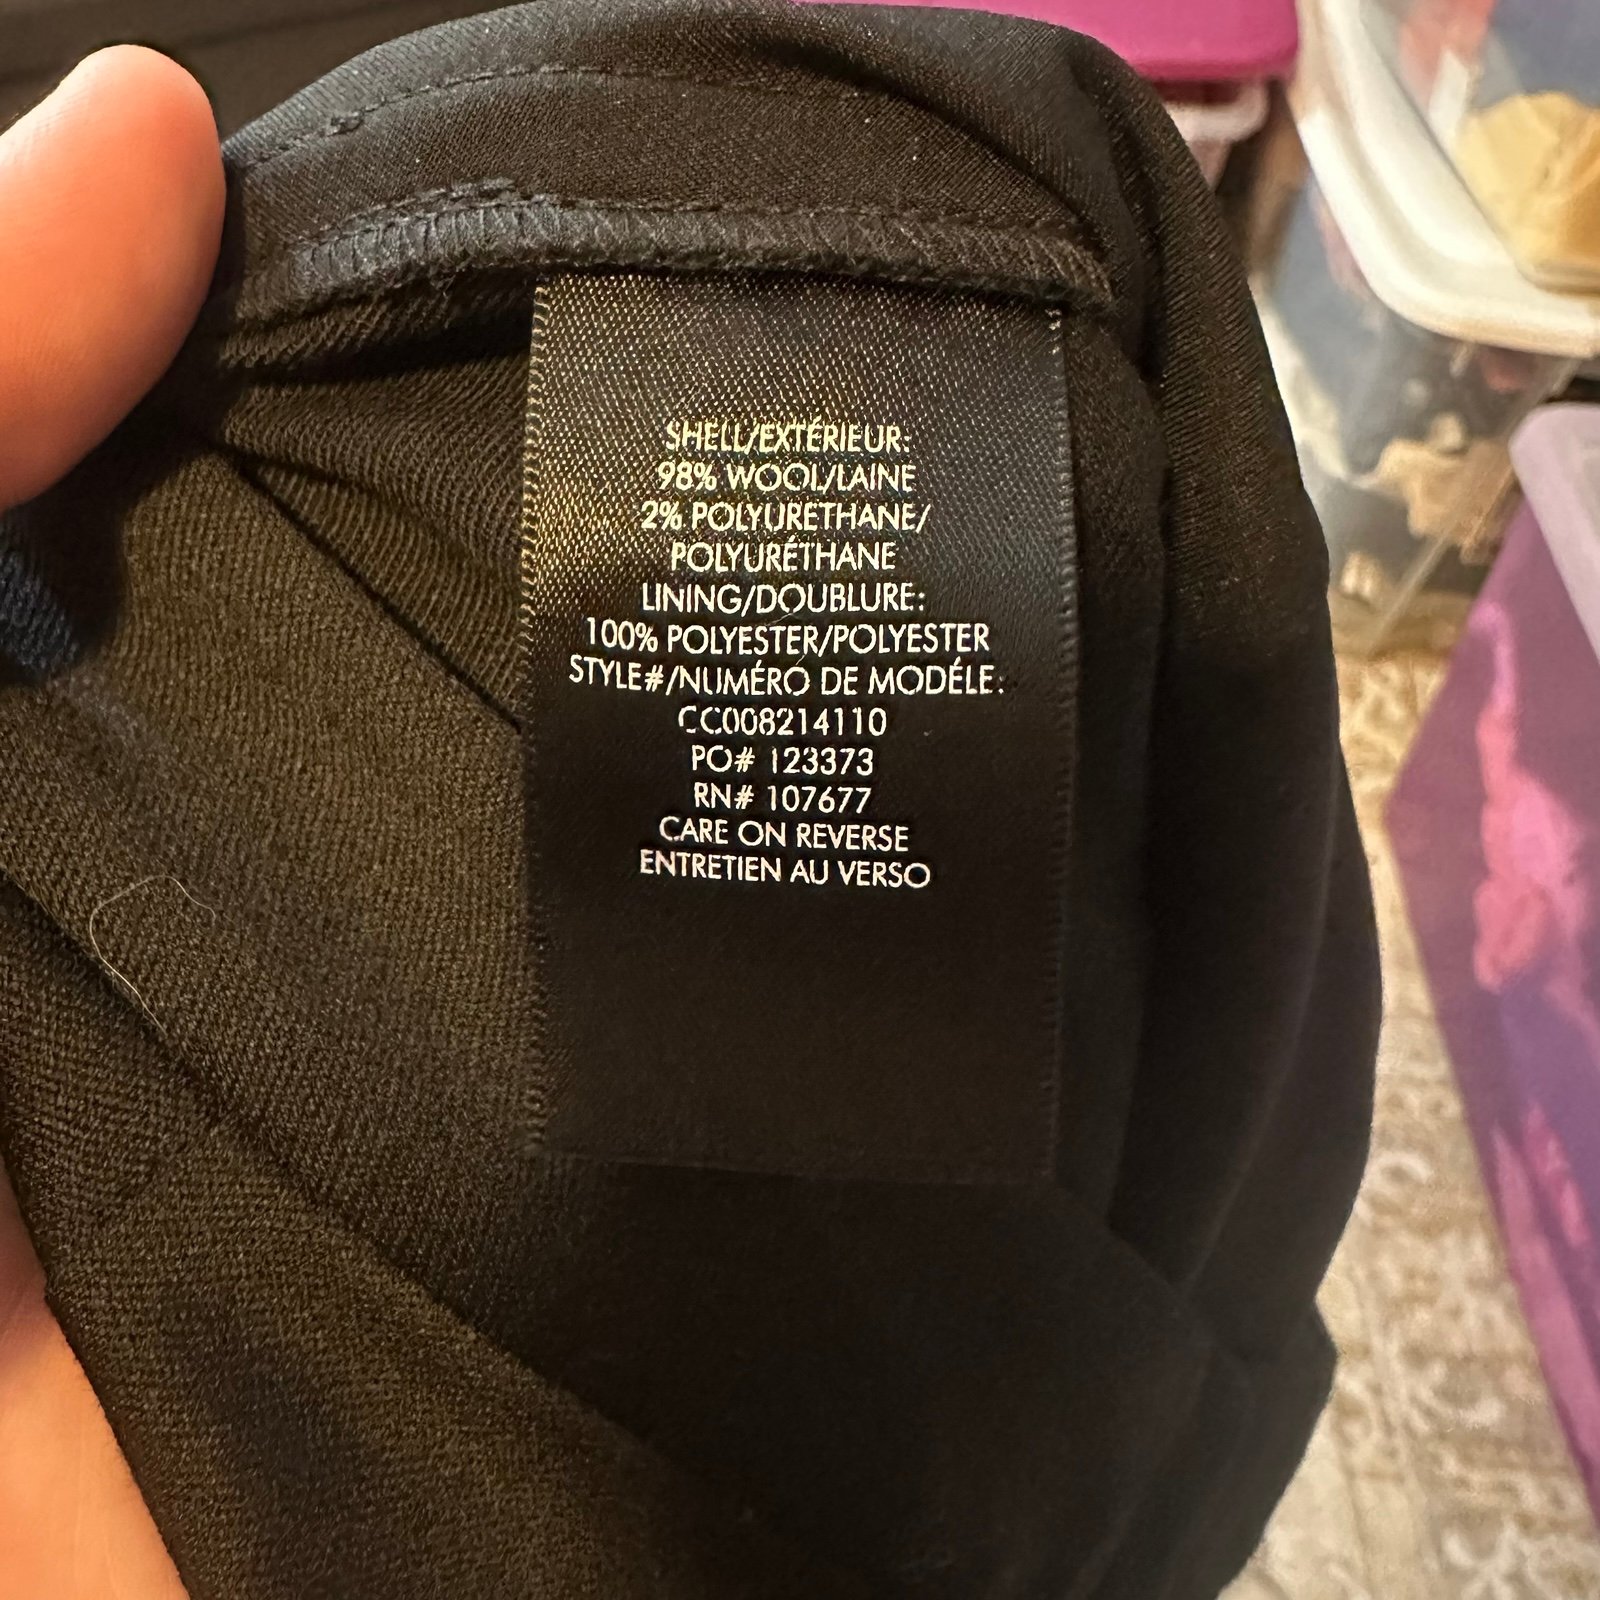 SHELL/EXTÉRIEUR:
98% WOOL/LAINE
2% POLYURETHANE/
POLYURÉTHANE
LINING/DOUBLURE:
100% POLYESTER/POLYESTER
STYLE#/NUMÉRO DE MODÉLE:
CC008214110
PO# 123373
RN# 107677
CARE ON REVERSE
ENTRETIEN AU VERSO